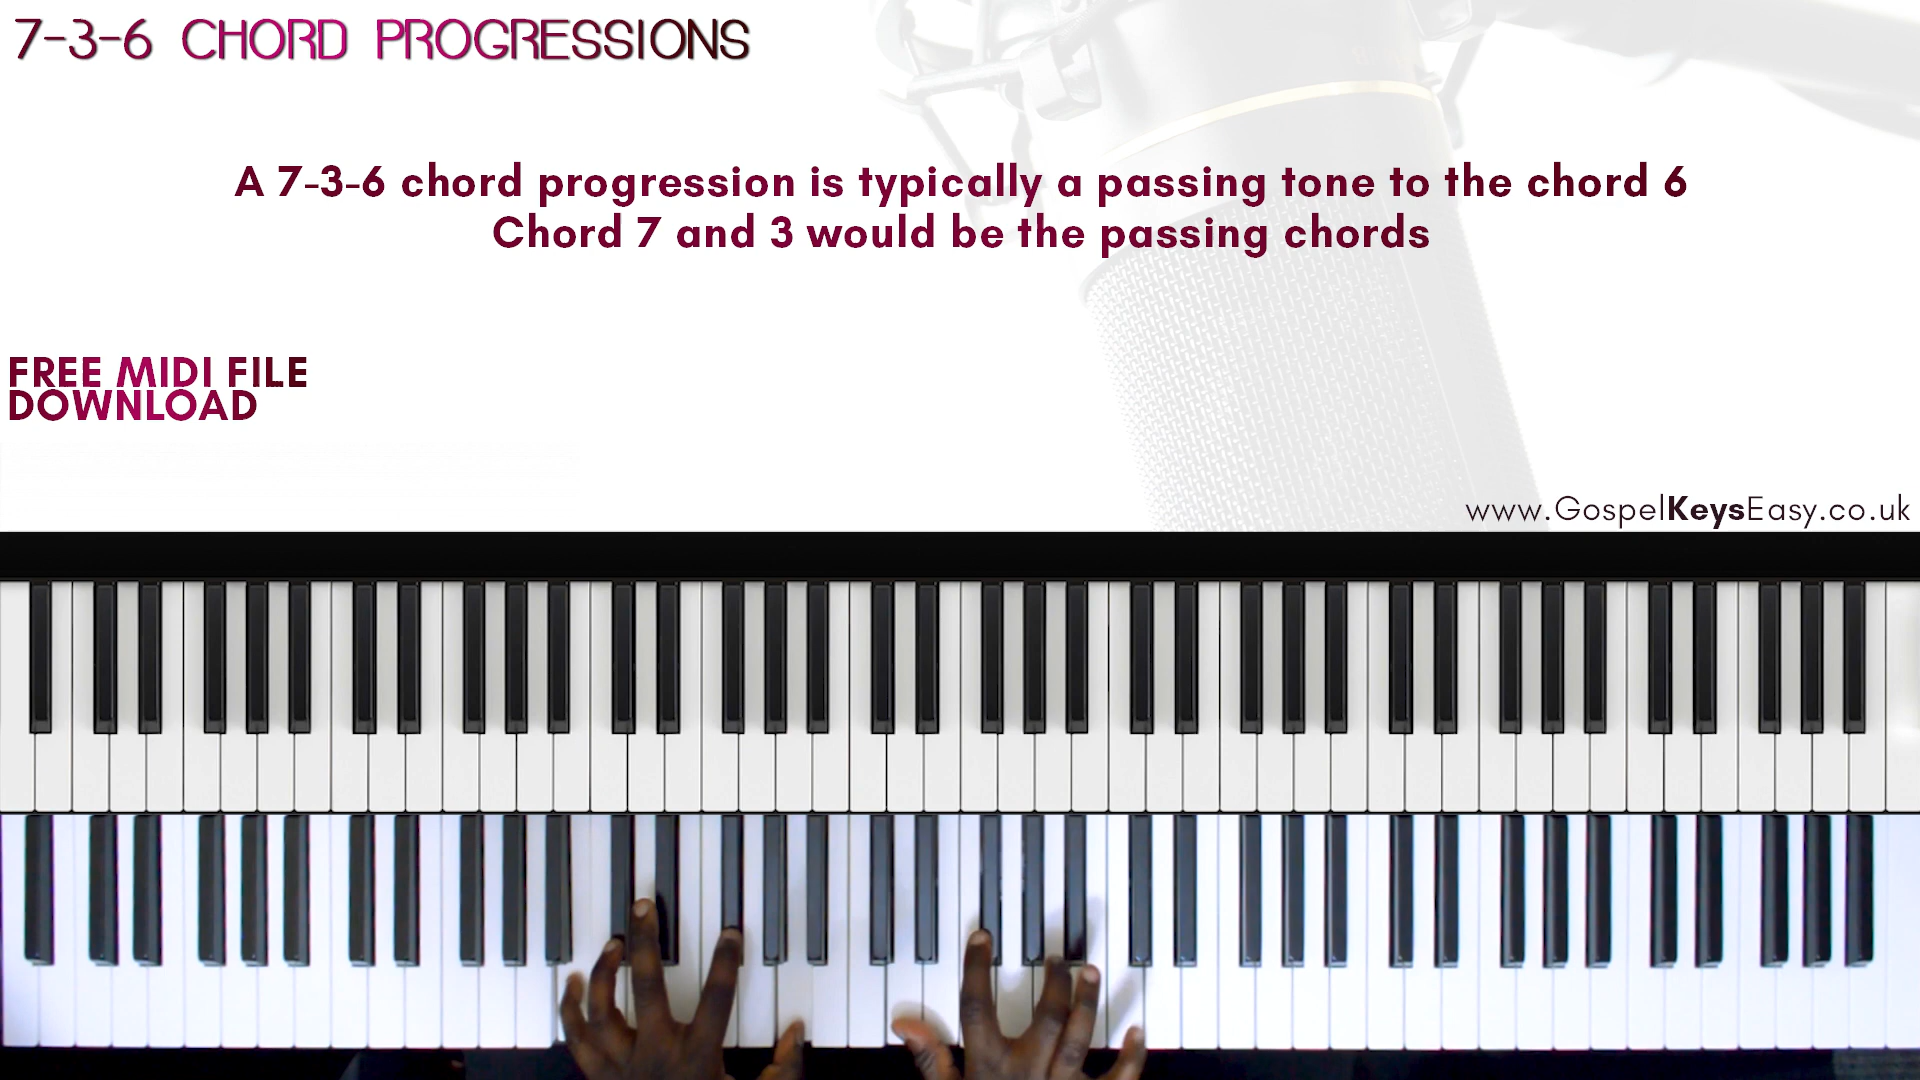 7-3-6 CHORD PROGRESSIONS
A 7-3-6 chord progression is typically a passing tone to the chord 6
Chord 7 and 3 would be the passing chords
FREE MIDI FILE
DOWNLOAD
www.GospelKeysEasy.co.uk